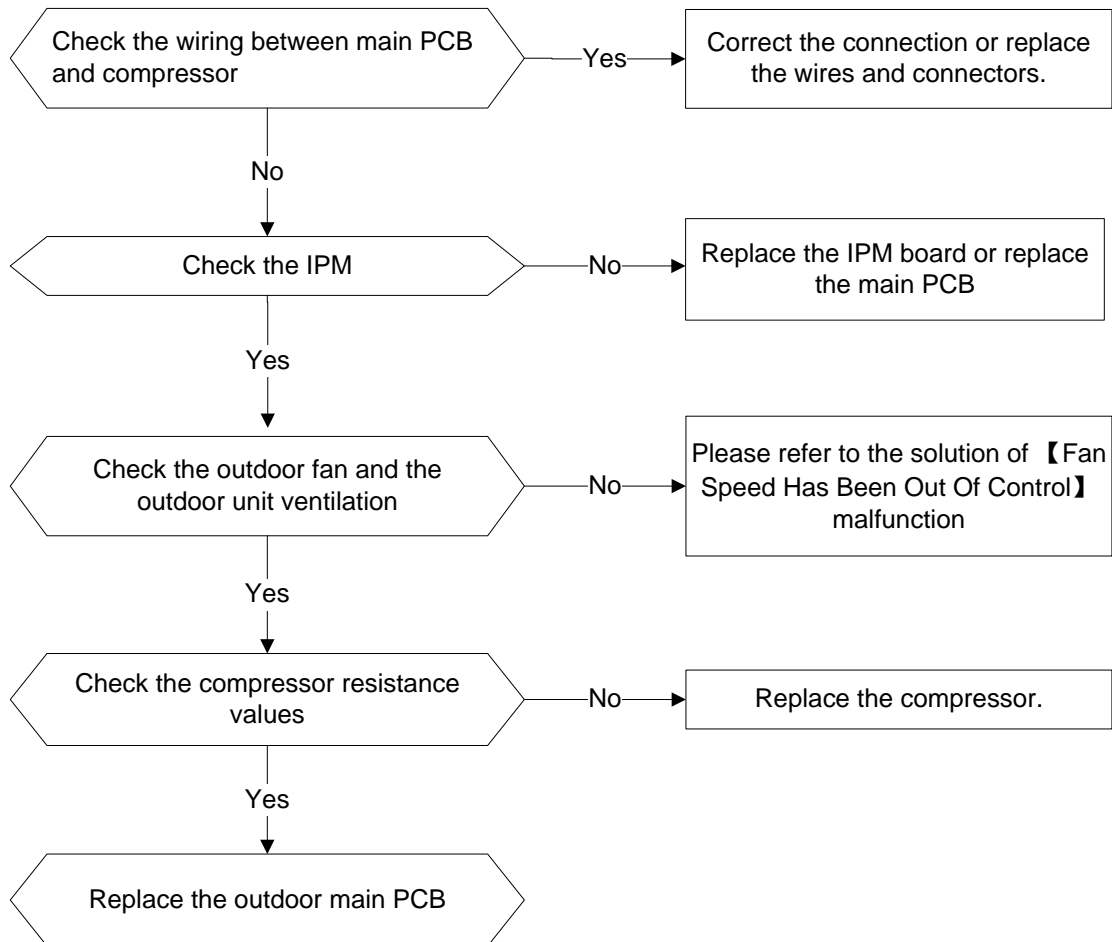 Check the wiring between main PCB
and compressor
Yes
Correct the connection or replace
the wires and connectors.
No
Check the IPM
No
Replace the IPM board or replace
the main PCB
Yes
Check the outdoor fan and the
outdoor unit ventilation
No
Please refer to the solution of 【Fan
Speed Has Been Out Of Control】
malfunction
Yes
Check the compressor resistance
values
No
Replace the compressor.
Yes
Replace the outdoor main PCB